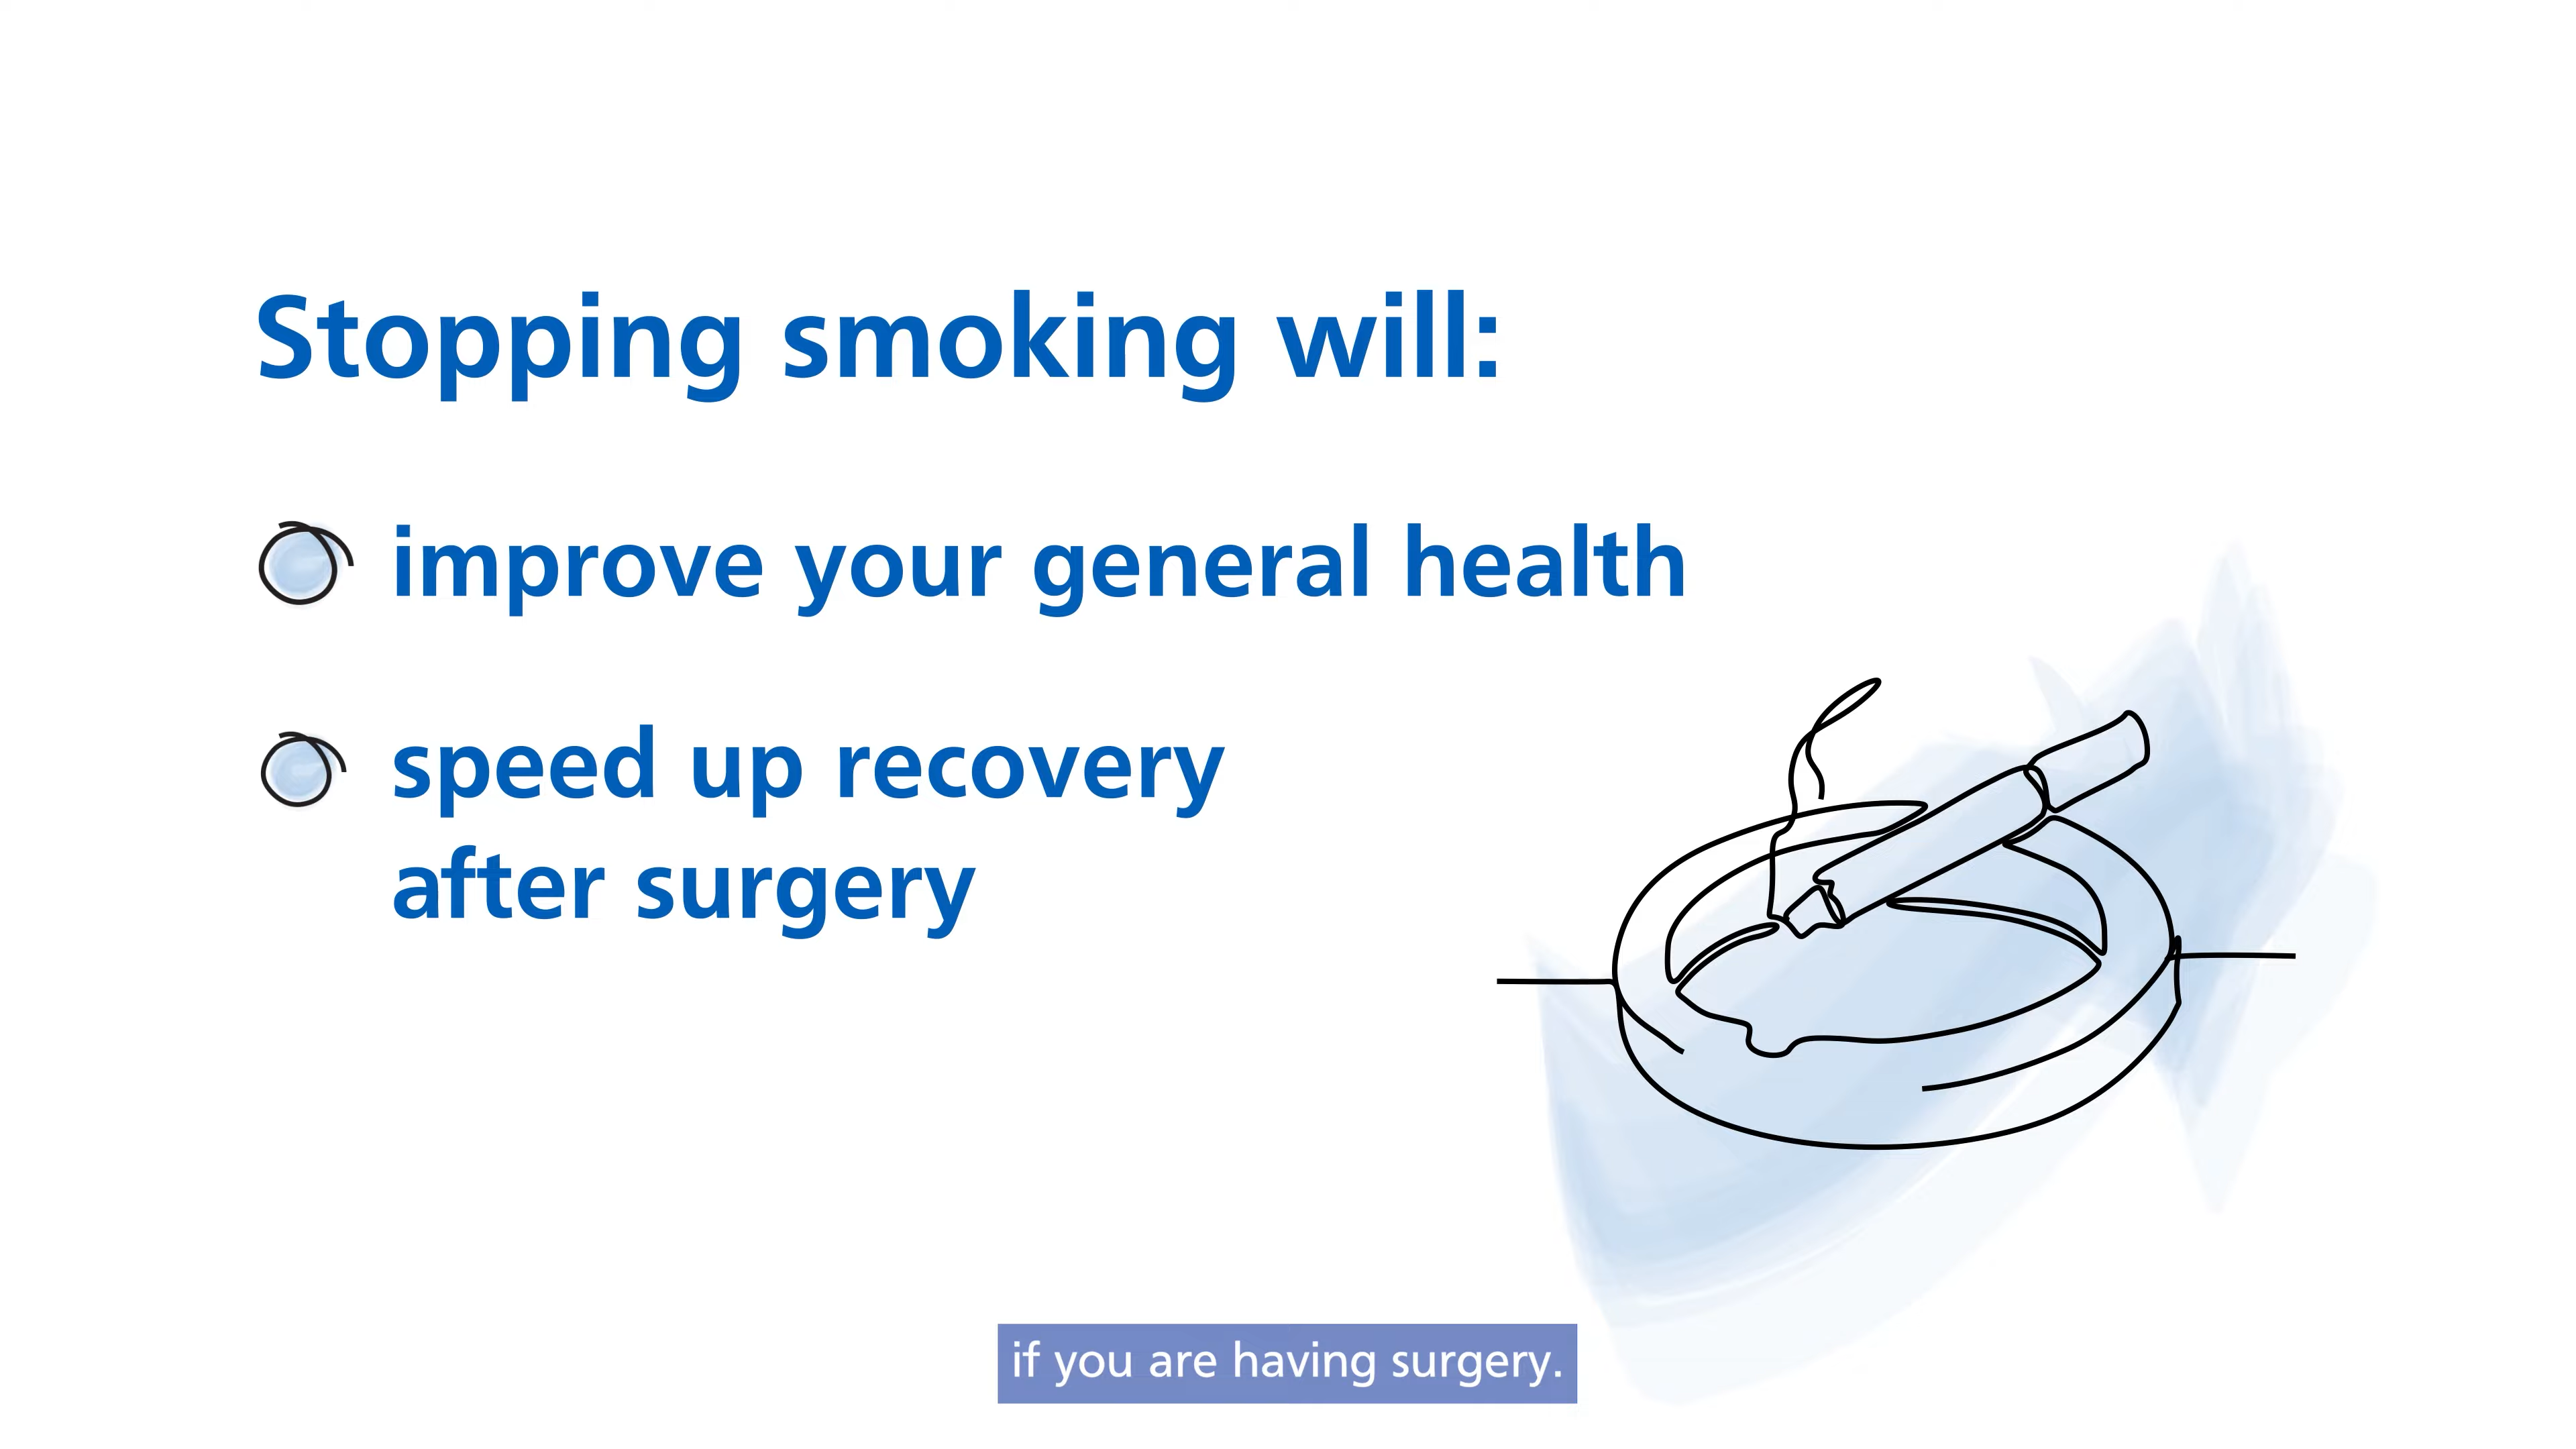 Stopping smoking will:
improve your general health
speed up recovery
after surgery
if you are having surgery.